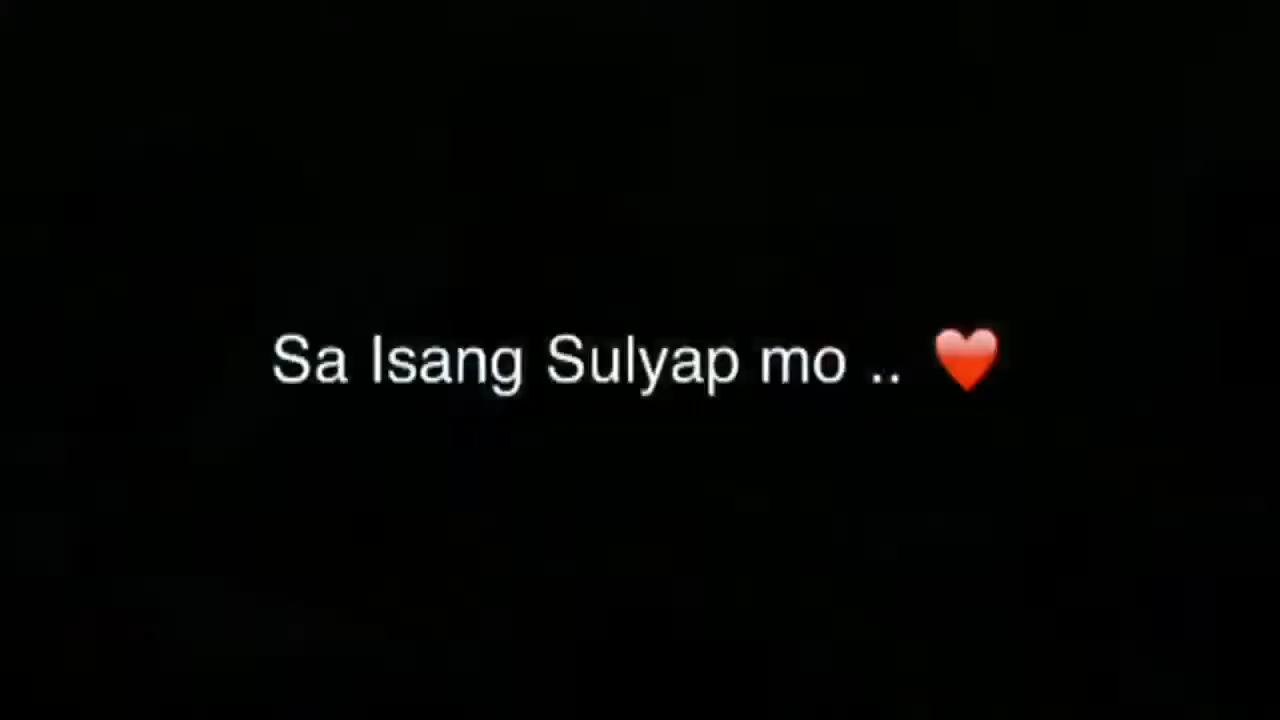 Sa Isang Sulyap mo .. ❤️